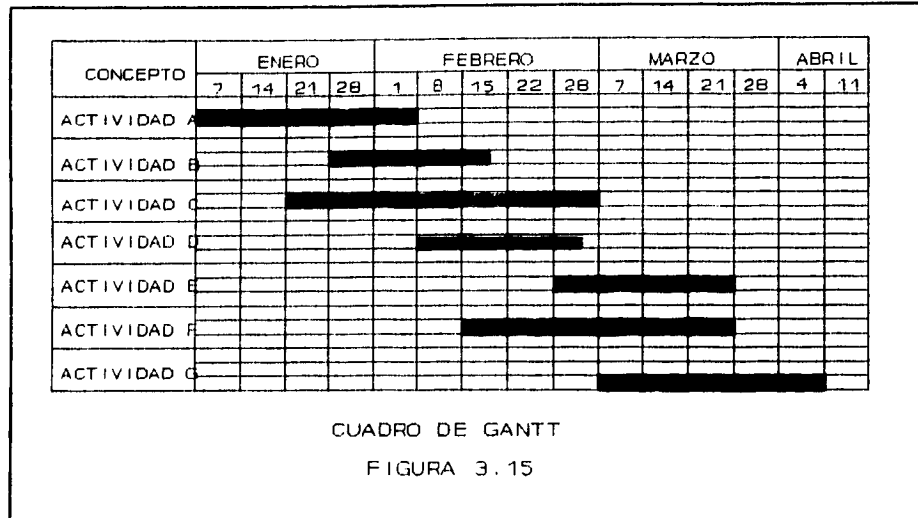 CONCEPTO ENERO FEBRERO MARZO ABRIL
7 14 21 28 1 8 15 22 28 7 14 21 28 4 11
ACTIVIDAD A
ACTIVIDAD B
ACTIVIDAD C
ACTIVIDAD D
ACTIVIDAD E
ACTIVIDAD F
ACTIVIDAD G
CUADRO DE GANTT
FIGURA 3.15